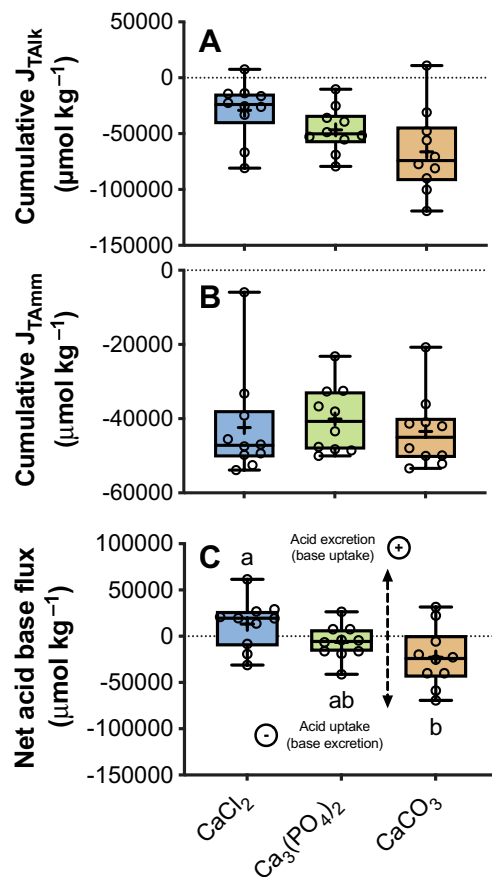 A
Cumulative J_TAlk
(µmol kg⁻¹)
50000
0
-50000
-100000
-150000
B
Cumulative J_TAmm
(µmol kg⁻¹)
0
-20000
-40000
-60000
C
Net acid base flux
(µmol kg⁻¹)
100000
50000
0
-50000
-100000
-150000
a
ab
b
Acid excretion
(base uptake)
+
-
Acid uptake
(base excretion)
CaCl₂
Ca₃(PO₄)₂
CaCO₃